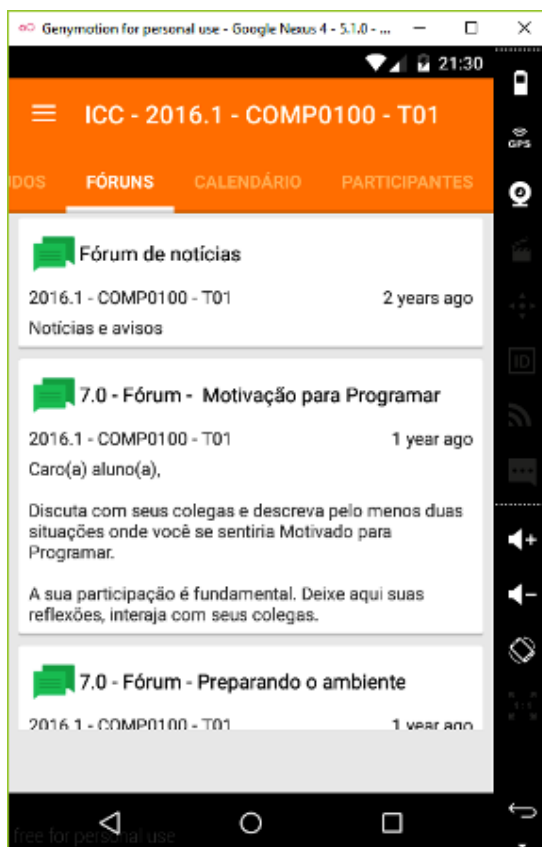 Genymotion for personal use - Google Nexus 4 - 5.1.0 - ...
21:30
ICC - 2016.1 - COMP0100 - T01
ÚDOS FÓRUNS CALENDÁRIO PARTICIPANTES
GPS
Fórum de notícias
2016.1 - COMP0100 - T01 2 years ago
Notícias e avisos
ID
7.0 - Fórum - Motivação para Programar
2016.1 - COMP0100 - T01 1 year ago
Caro(a) aluno(a),
Discuta com seus colegas e descreva pelo menos duas
situações onde você se sentiria Motivado para
Programar.
A sua participação é fundamental. Deixe aqui suas
reflexões, interaja com seus colegas.
7.0 - Fórum - Preparando o ambiente
1:1
2016.1 - COMP0100 - T01 1 year ago
free for personal use